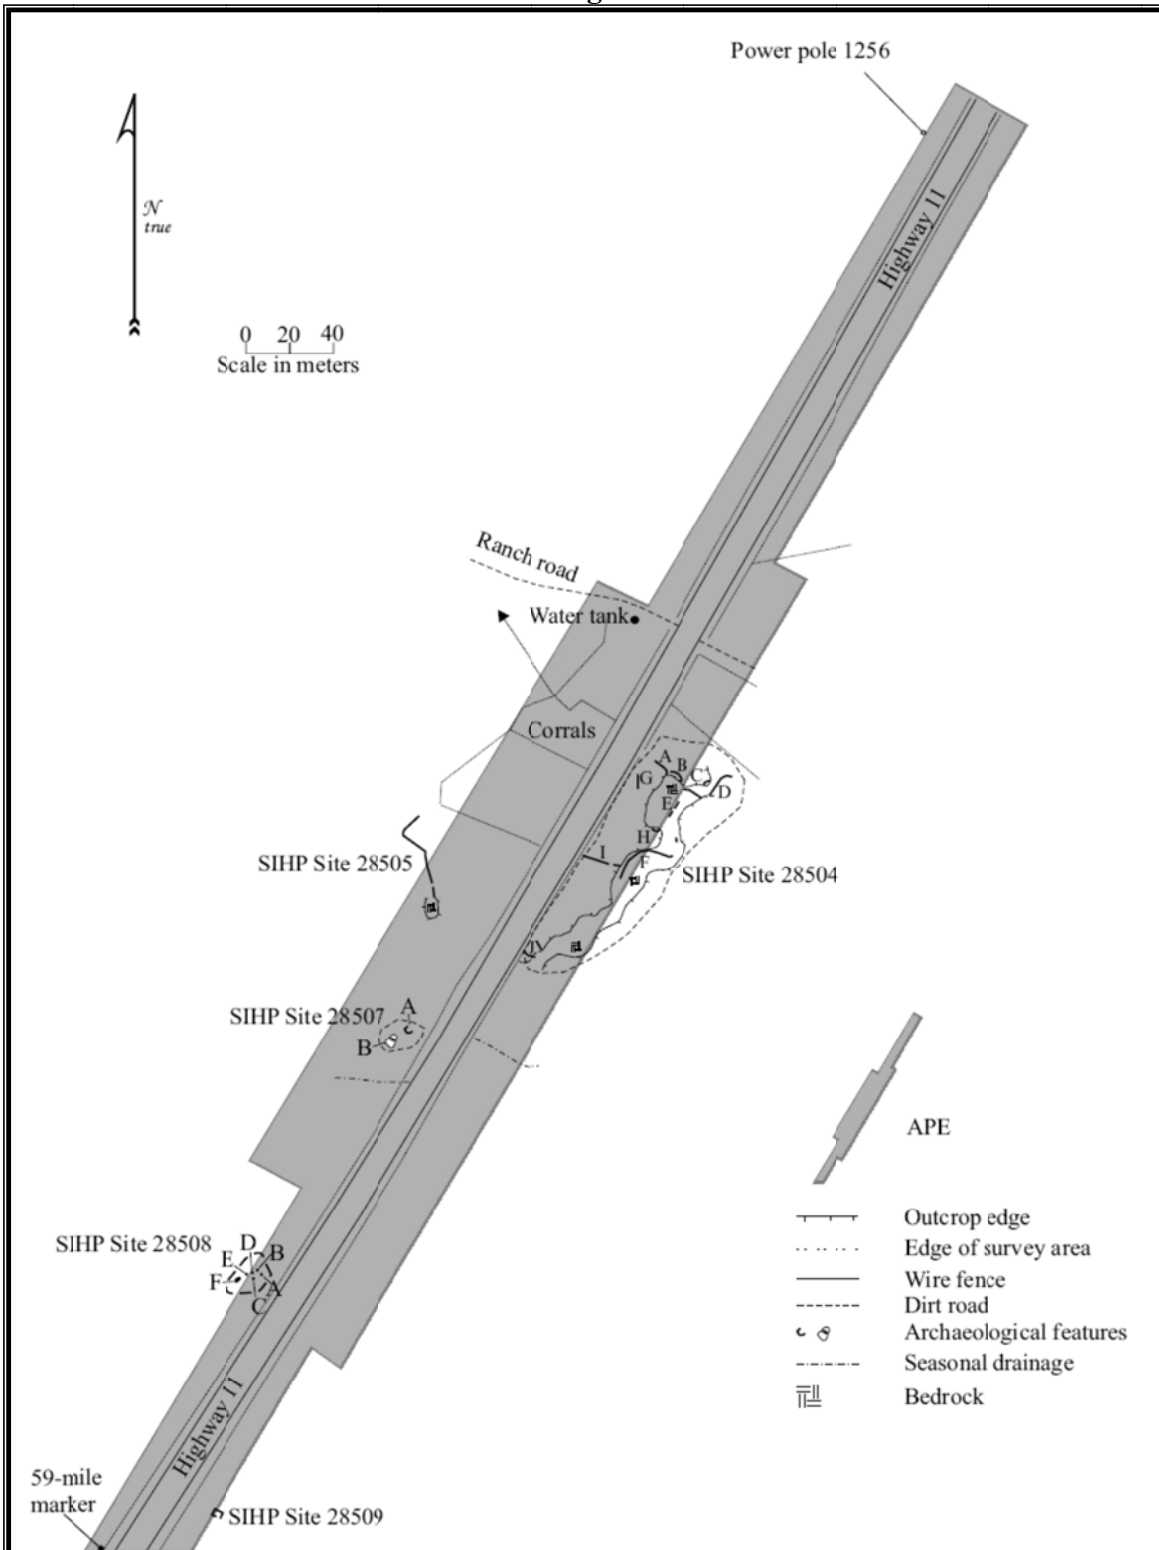 Power pole 1256
N
true
0 20 40
Scale in meters
Highway 11
Ranch road
Water tank
Corrals
A
B
C
G
D
E
H
I
F
SIHP Site 28505
SIHP Site 28504
J
SIHP Site 28507
A
B
APE
SIHP Site 28508
D
B
E
F
A
C
Outcrop edge
Edge of survey area
Wire fence
Dirt road
Archaeological features
Seasonal drainage
Bedrock
Highway 11
59-mile
marker
SIHP Site 28509